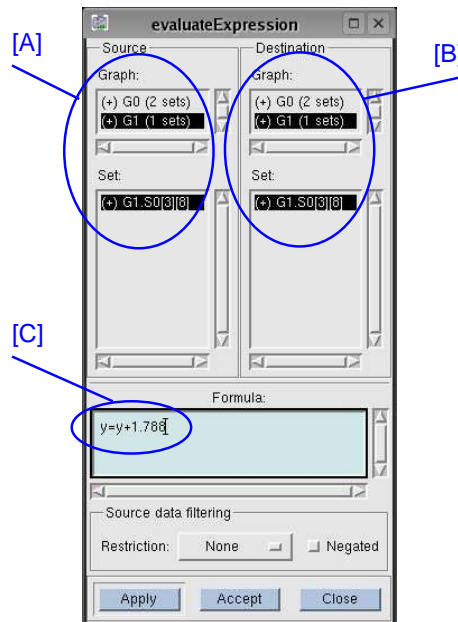 evaluateExpression
[A]
[B]
Source
Destination
Graph:
Graph:
(+) G0 (2 sets)
(+) G1 (1 sets)
(+) G0 (2 sets)
(+) G1 (1 sets)
Set:
Set:
(+) G1.S0[3][8]
(+) G1.S0[3][8]
[C]
Formula:
y=y+1.788
Source data filtering
Restriction:
None
Negated
Apply
Accept
Close